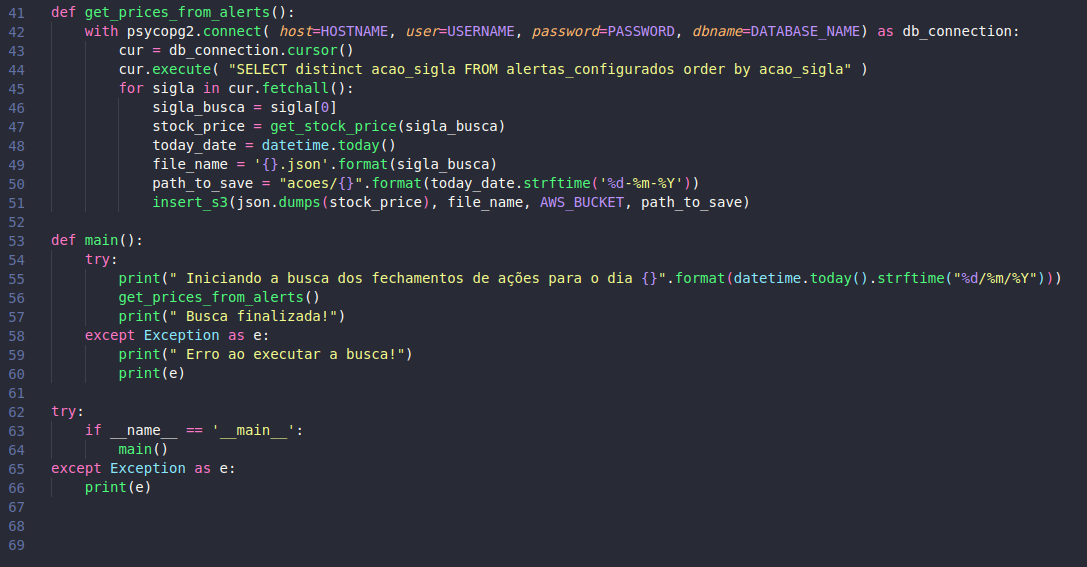 41 def get_prices_from_alerts():
42     with psycopg2.connect( host=HOSTNAME, user=USERNAME, password=PASSWORD, dbname=DATABASE_NAME) as db_connection:
43         cur = db_connection.cursor()
44         cur.execute( "SELECT distinct acao_sigla FROM alertas_configurados order by acao_sigla" )
45         for sigla in cur.fetchall():
46             sigla_busca = sigla[0]
47             stock_price = get_stock_price(sigla_busca)
48             today_date = datetime.today()
49             file_name = '{}.json'.format(sigla_busca)
50             path_to_save = "acoes/{}".format(today_date.strftime('%d-%m-%Y'))
51             insert_s3(json.dumps(stock_price), file_name, AWS_BUCKET, path_to_save)
52
53 def main():
54     try:
55         print(" Iniciando a busca dos fechamentos de ações para o dia {}".format(datetime.today().strftime("%d/%m/%Y")))
56         get_prices_from_alerts()
57         print(" Busca finalizada!")
58     except Exception as e:
59         print(" Erro ao executar a busca!")
60         print(e)
61
62 try:
63     if __name__ == '__main__':
64         main()
65 except Exception as e:
66     print(e)
67
68
69